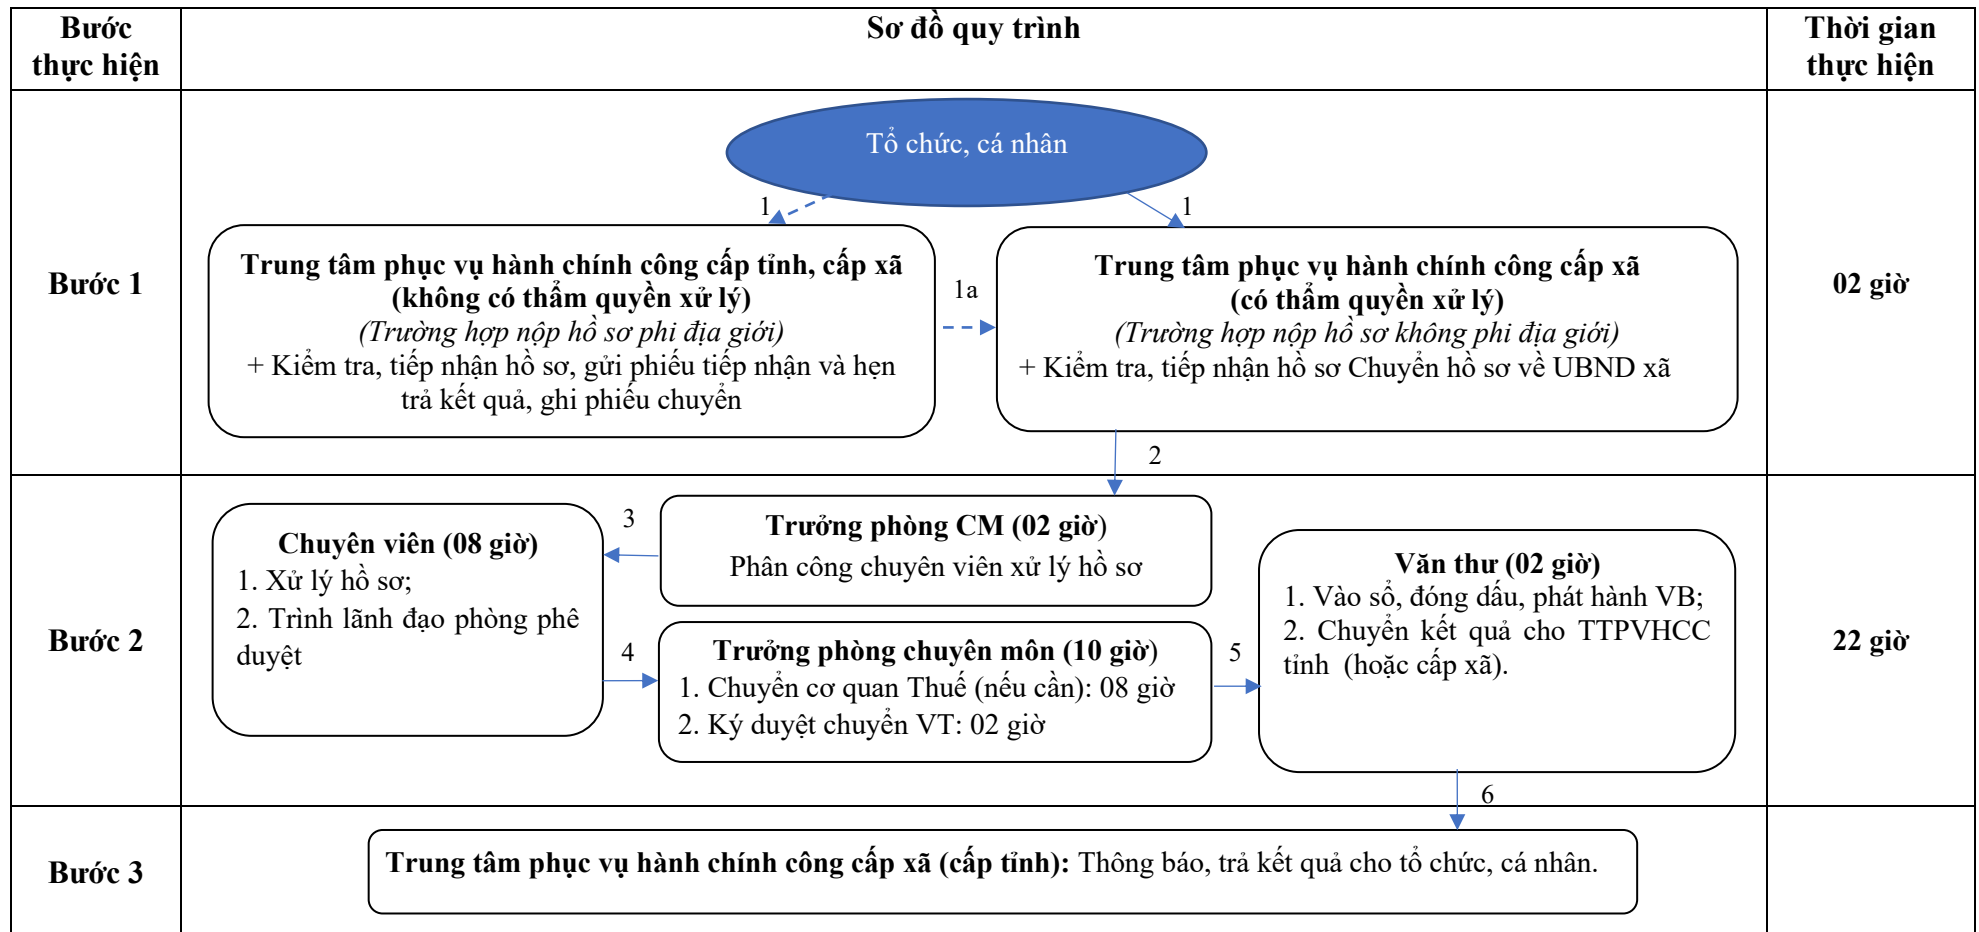 Bước
thực hiện
Sơ đồ quy trình
Thời gian
thực hiện
Bước 1
Tổ chức, cá nhân
1
1
Trung tâm phục vụ hành chính công cấp tỉnh, cấp xã
(không có thẩm quyền xử lý)
(Trường hợp nộp hồ sơ phi địa giới)
+ Kiểm tra, tiếp nhận hồ sơ, gửi phiếu tiếp nhận và hẹn
trả kết quả, ghi phiếu chuyển
1a
Trung tâm phục vụ hành chính công cấp xã
(có thẩm quyền xử lý)
(Trường hợp nộp hồ sơ không phi địa giới)
+ Kiểm tra, tiếp nhận hồ sơ Chuyển hồ sơ về UBND xã
02 giờ
2
Bước 2
Chuyên viên (08 giờ)
1. Xử lý hồ sơ;
2. Trình lãnh đạo phòng phê
duyệt
3
Trưởng phòng CM (02 giờ)
Phân công chuyên viên xử lý hồ sơ
4
Trưởng phòng chuyên môn (10 giờ)
1. Chuyển cơ quan Thuế (nếu cần): 08 giờ
2. Ký duyệt chuyển VT: 02 giờ
5
Văn thư (02 giờ)
1. Vào sổ, đóng dấu, phát hành VB;
2. Chuyển kết quả cho TTPVHCC
tỉnh (hoặc cấp xã).
22 giờ
6
Bước 3
Trung tâm phục vụ hành chính công cấp xã (cấp tỉnh): Thông báo, trả kết quả cho tổ chức, cá nhân.